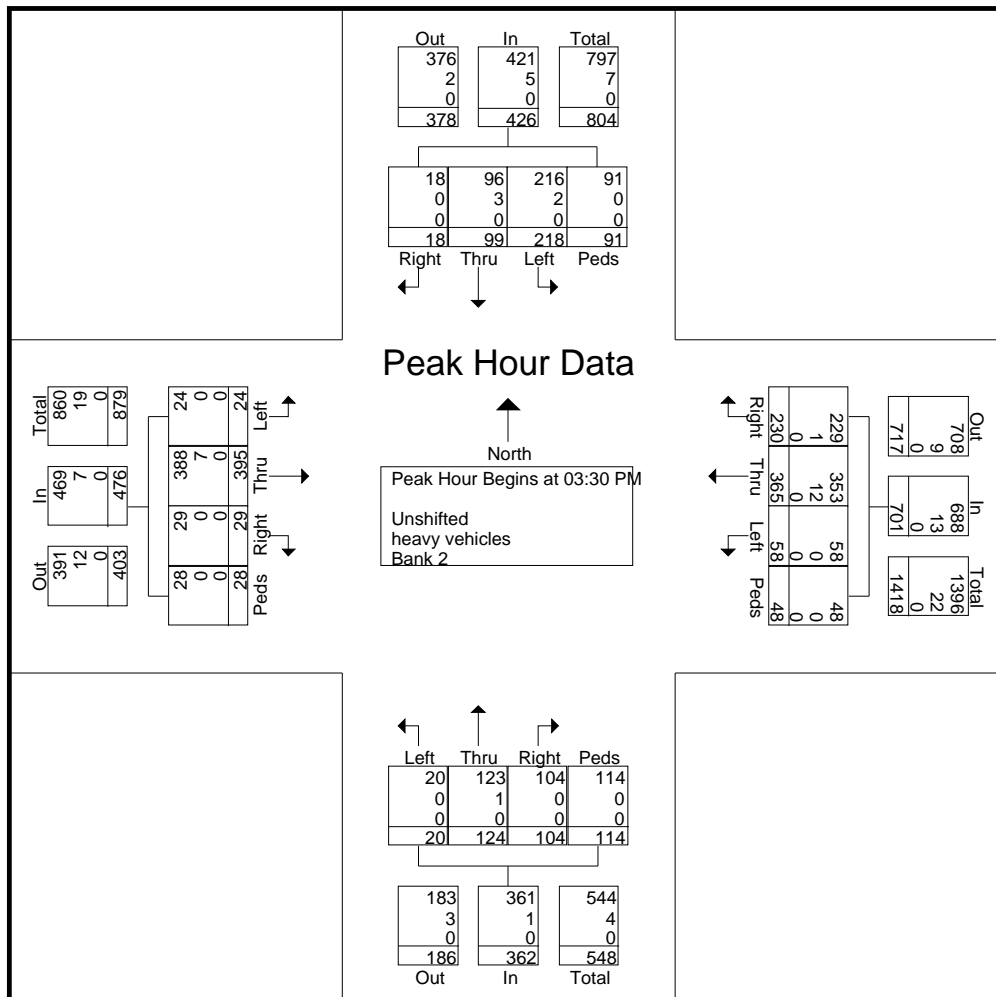 Out In Total
376 421 797
2 5 7
0 0 0
378 426 804
18 96 216 91
0 3 2 0
0 0 0 0
18 99 218 91
Right Thru Left Peds
Peak Hour Data
North
Peak Hour Begins at 03:30 PM
Unshifted
heavy vehicles
Bank 2
Total
860
19
0
879
In
469
7
0
476
Out
391
12
0
403
24
0
0
24
Left
388
7
0
395
Thru
29
0
0
29
Right
28
0
0
28
Peds
Right
229
1
0
230
Thru
353
12
0
365
Left
58
0
0
58
Peds
48
0
0
48
Out
708
9
0
717
In
688
13
0
701
Total
1396
22
0
1418
Left Thru Right Peds
20 123 104 114
0 1 0 0
0 0 0 0
20 124 104 114
183 361 544
3 1 4
0 0 0
186 362 548
Out In Total